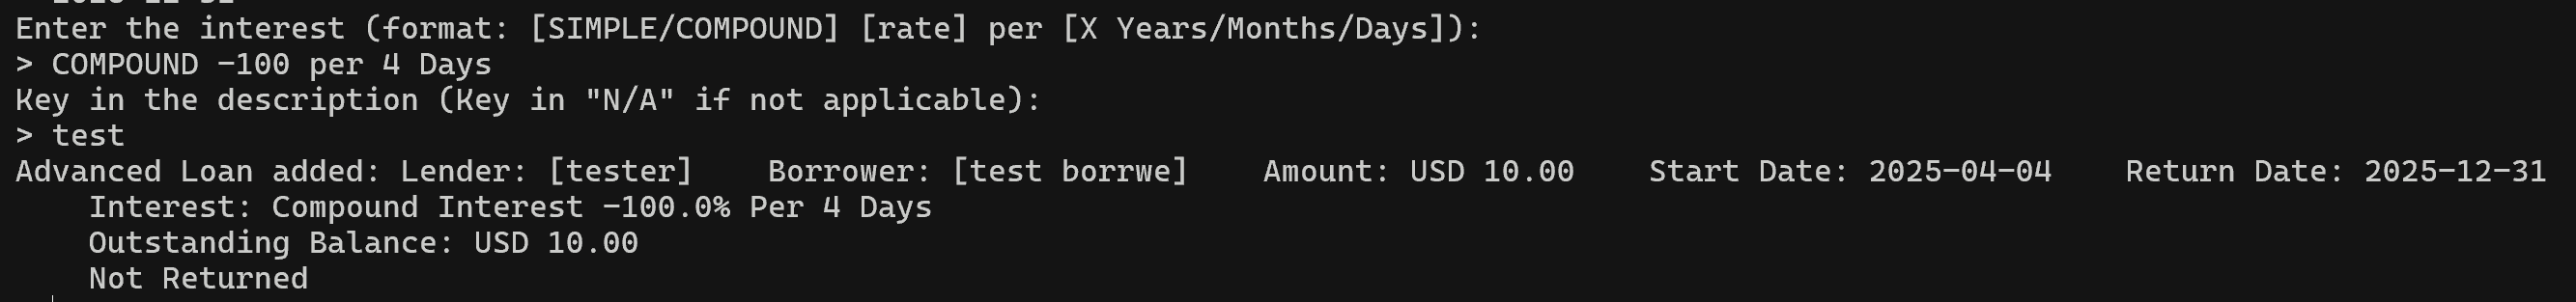 Enter the interest (format: [SIMPLE/COMPOUND] [rate] per [X Years/Months/Days]):
> COMPOUND -100 per 4 Days
Key in the description (Key in "N/A" if not applicable):
> test
Advanced Loan added: Lender: [tester]    Borrower: [test borrwe]    Amount: USD 10.00    Start Date: 2025-04-04    Return Date: 2025-12-31
    Interest: Compound Interest -100.0% Per 4 Days
    Outstanding Balance: USD 10.00
    Not Returned